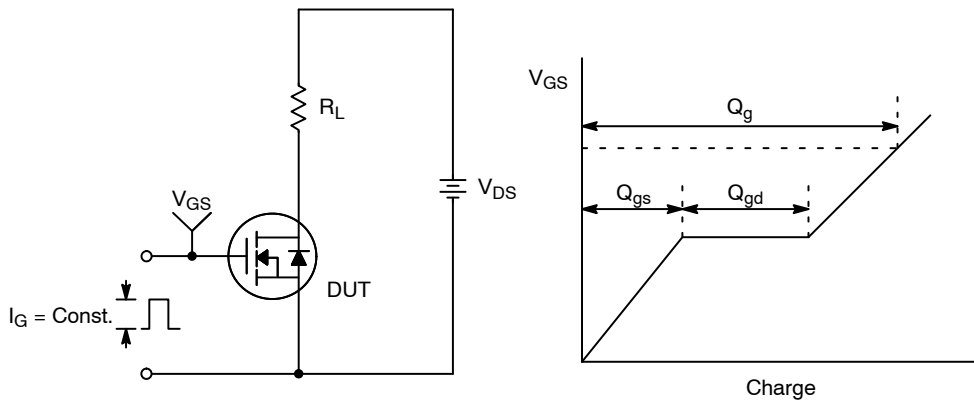 R_L
V_GS
V_DS
DUT
I_G = Const.
V_GS
Q_g
Q_gs
Q_gd
Charge